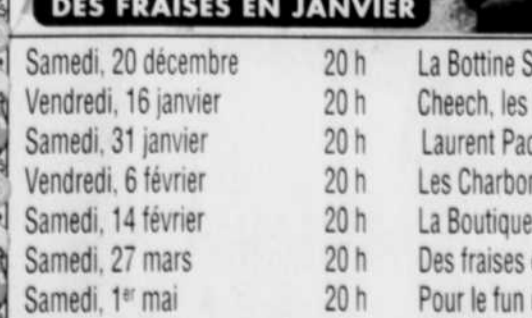 DES FRAISES EN JANVIER
Samedi, 20 décembre 20 h La Bottine S
Vendredi, 16 janvier 20 h Cheech, les
Samedi, 31 janvier 20 h Laurent Pa
Vendredi, 6 février 20 h Les Charbo
Samedi, 14 février 20 h La Boutique
Samedi, 27 mars 20 h Des fraises
Samedi, 1er mai 20 h Pour le fun